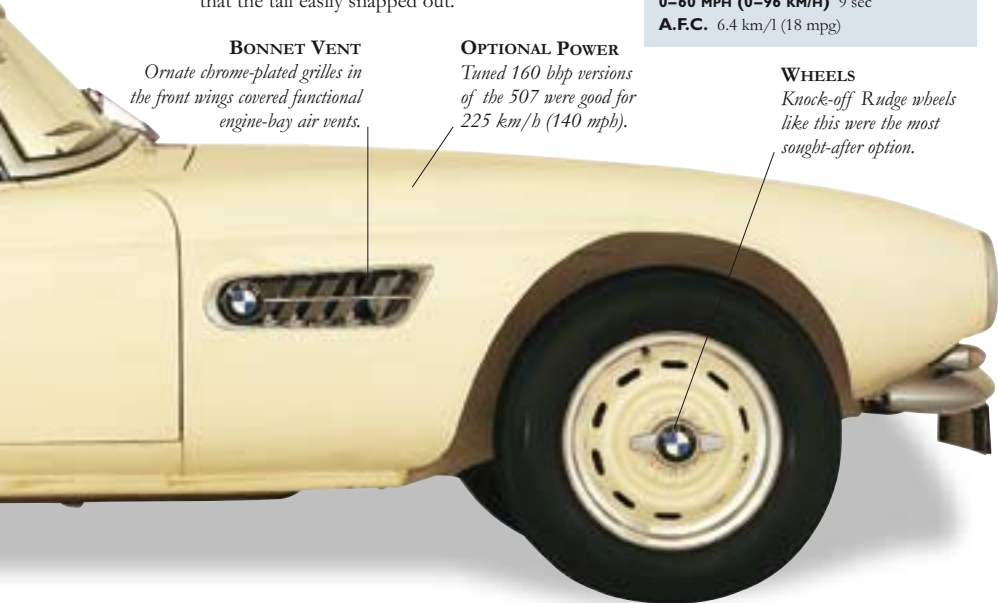 that the tail easily snapped out.
0–60 MPH (0–96 KM/H) 9 sec
A.F.C. 6.4 km/l (18 mpg)
BONNET VENT
Ornate chrome-plated grilles in
the front wings covered functional
engine-bay air vents.
OPTIONAL POWER
Tuned 160 bhp versions
of the 507 were good for
225 km/h (140 mph).
WHEELS
Knock-off Rudge wheels
like this were the most
sought-after option.